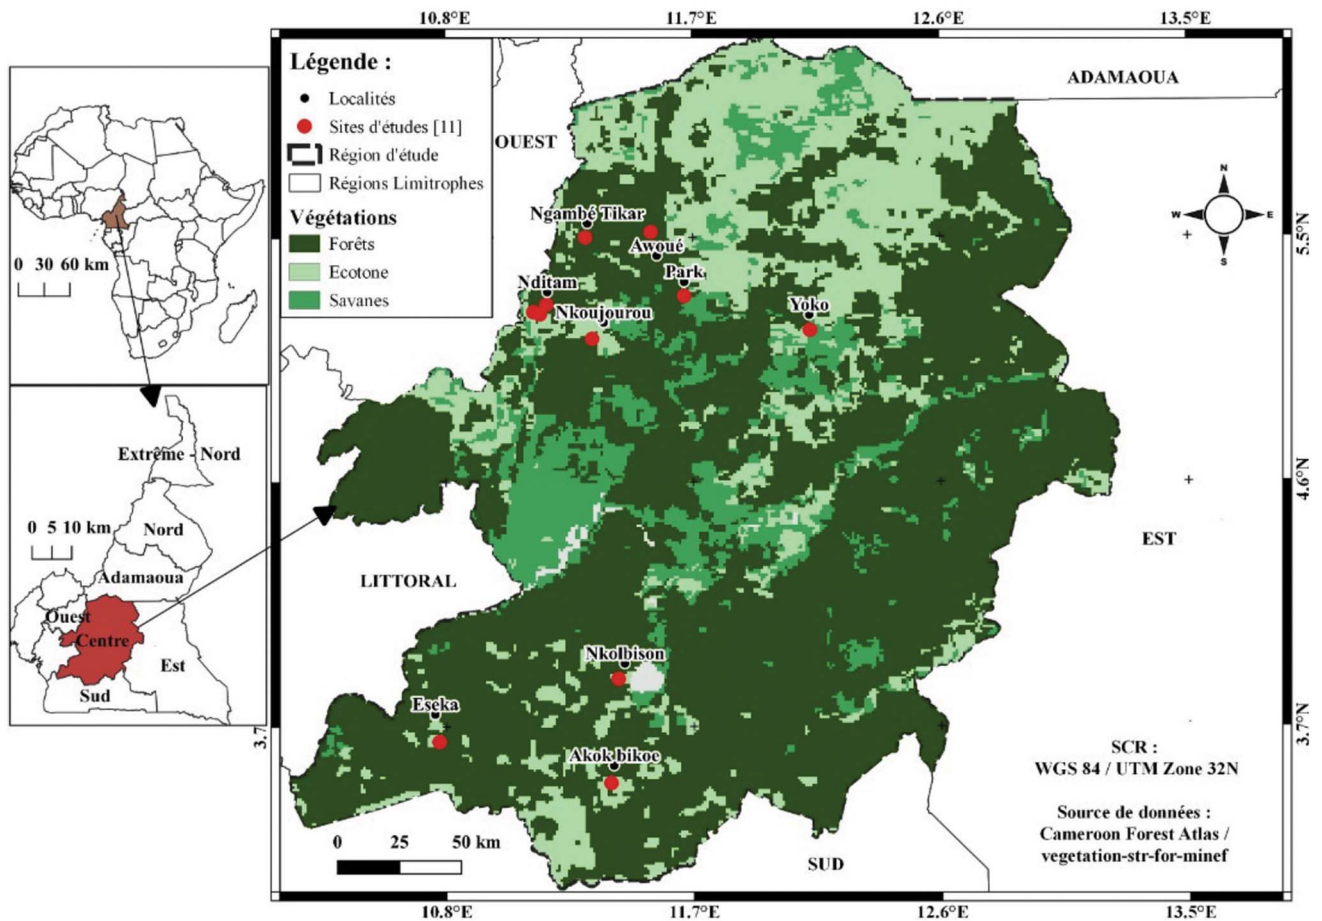 10.8°E
11.7°E
12.6°E
13.5°E
Légende :
Localités
Sites d'études [11]
Région d'étude
Régions Limitrophes
Végétations
Forêts
Ecotone
Savanes
ADAMAOUA
OUEST
N
W
E
S
Ngambé Tikar
Awoué
Park
Nditam
Nkoujourou
Yoko
5.5°N
0 30 60 km
4.6°N
Extrême - Nord
0 5 10 km
Nord
Adamaoua
Ouest
Centre
Est
Sud
LITTORAL
EST
Nkolbison
Eseka
Akok bikoe
3.7
3.7°N
SCR :
WGS 84 / UTM Zone 32N
Source de données :
Cameroon Forest Atlas /
vegetation-str-for-minef
0 25 50 km
SUD
10.8°E
11.7°E
12.6°E
13.5°E